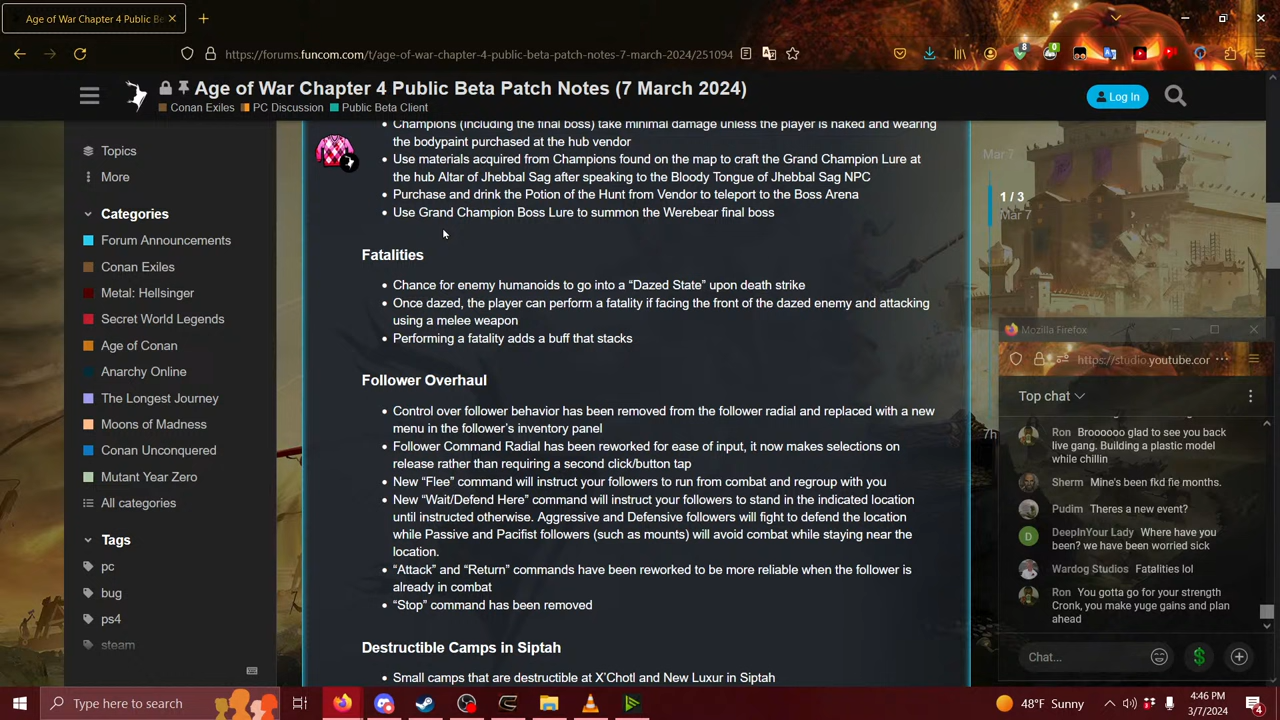 Age of War Chapter 4 Public Be
https://forums.funcom.com/t/age-of-war-chapter-4-public-beta-patch-notes-7-march-2024/251094
8
0
Age of War Chapter 4 Public Beta Patch Notes (7 March 2024)
Conan Exiles PC Discussion Public Beta Client
Log In
Topics
More
Categories
Forum Announcements
Conan Exiles
Metal: Hellsinger
Secret World Legends
Age of Conan
Anarchy Online
The Longest Journey
Moons of Madness
Conan Unconquered
Mutant Year Zero
All categories
Tags
pc
bug
ps4
steam
Champions (including the final boss) take minimal damage unless the player is naked and wearing
the bodypaint purchased at the hub vendor
Use materials acquired from Champions found on the map to craft the Grand Champion Lure at
the hub Altar of Jhebbal Sag after speaking to the Bloody Tongue of Jhebbal Sag NPC
Purchase and drink the Potion of the Hunt from Vendor to teleport to the Boss Arena
Use Grand Champion Boss Lure to summon the Werebear final boss
Fatalities
Chance for enemy humanoids to go into a “Dazed State” upon death strike
Once dazed, the player can perform a fatality if facing the front of the dazed enemy and attacking
using a melee weapon
Performing a fatality adds a buff that stacks
Follower Overhaul
Control over follower behavior has been removed from the follower radial and replaced with a new
menu in the follower’s inventory panel
Follower Command Radial has been reworked for ease of input, it now makes selections on
release rather than requiring a second click/button tap
New “Flee” command will instruct your followers to run from combat and regroup with you
New “Wait/Defend Here” command will instruct your followers to stand in the indicated location
until instructed otherwise. Aggressive and Defensive followers will fight to defend the location
while Passive and Pacifist followers (such as mounts) will avoid combat while staying near the
location.
“Attack” and “Return” commands have been reworked to be more reliable when the follower is
already in combat
“Stop” command has been removed
Destructible Camps in Siptah
Small camps that are destructible at X’Chotl and New Luxur in Siptah
Mar 7
1 / 3
Mar 7
7h
Mozilla Firefox
https://studio.youtube.cor
Top chat
Ron Broooooo glad to see you back
live gang. Building a plastic model
while chillin
Sherm Mine's been fkd fie months.
Pudim Theres a new event?
D
DeepInYour Lady Where have you
been? we have been worried sick
Wardog Studios Fatalities lol
Ron You gotta go for your strength
Cronk, you make yuge gains and plan
ahead
Chat...
Type here to search
48°F Sunny
4:46 PM
3/7/2024
4